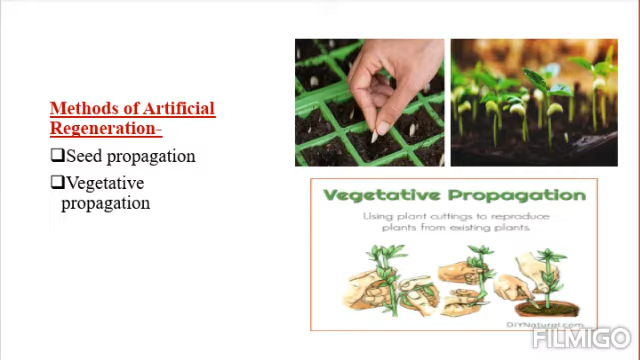 Methods of Artificial
Regeneration-
Seed propagation
Vegetative
propagation
Vegetative Propagation
Using plant cuttings to reproduce
plants from existing plants.
DIYNatural.com
FILMIGO